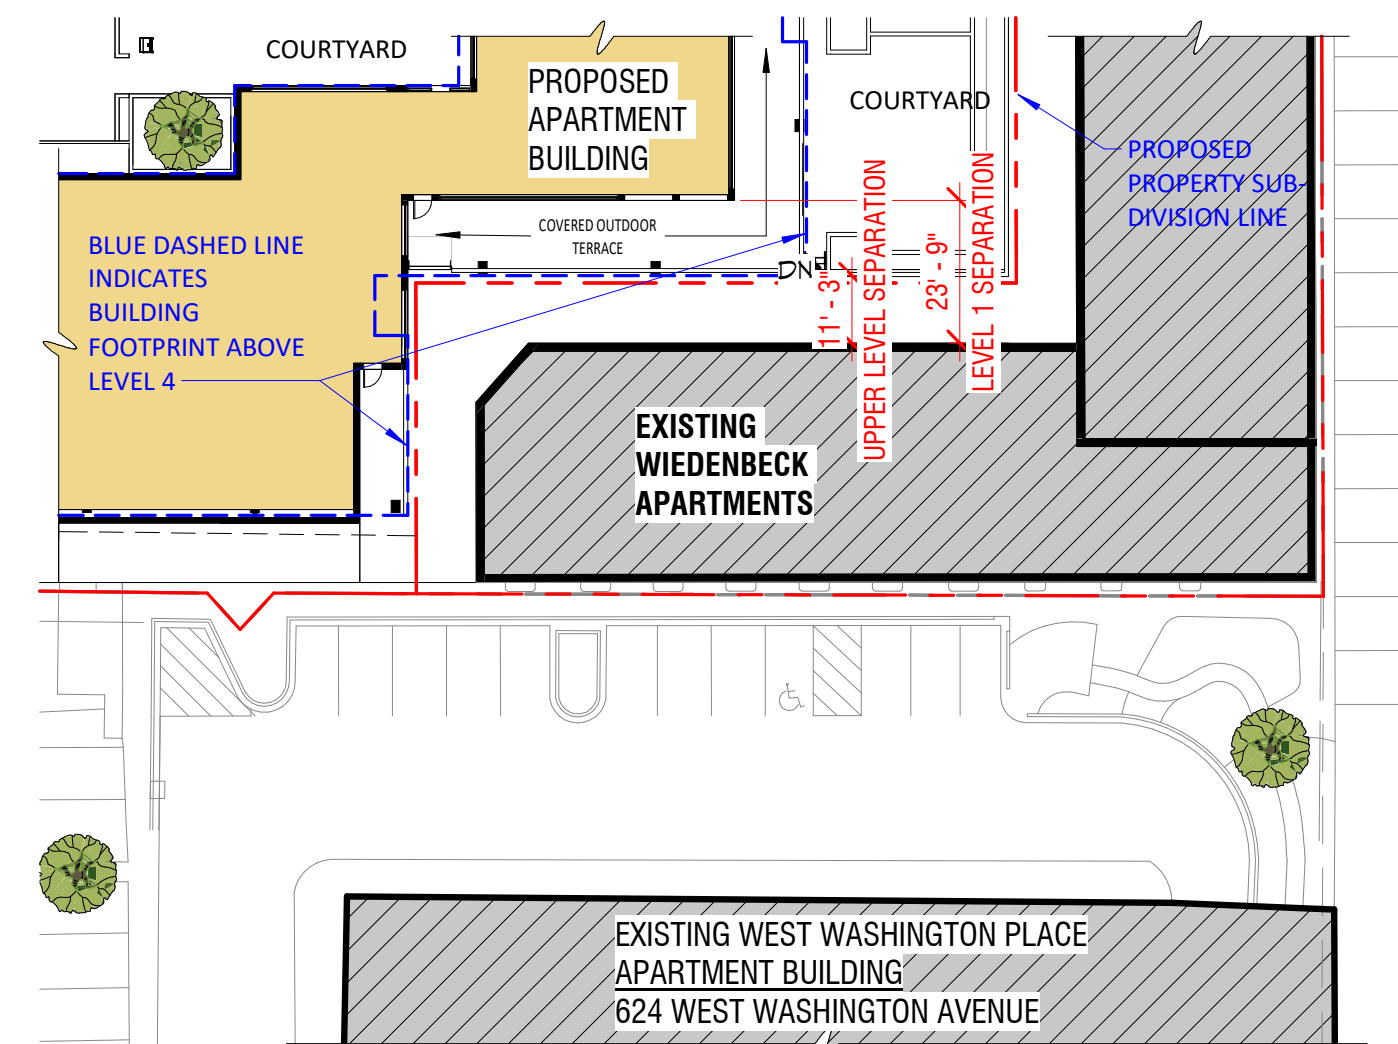 COURTYARD
PROPOSED
APARTMENT
BUILDING
COURTYARD
PROPOSED
PROPERTY SUB-
DIVISION LINE
COVERED OUTDOOR
TERRACE
BLUE DASHED LINE
INDICATES
BUILDING
FOOTPRINT ABOVE
LEVEL 4
DN
11' - 3"
UPPER LEVEL SEPARATION
23' - 9"
LEVEL 1 SEPARATION
EXISTING
WIEDENBECK
APARTMENTS
EXISTING WEST WASHINGTON PLACE
APARTMENT BUILDING
624 WEST WASHINGTON AVENUE